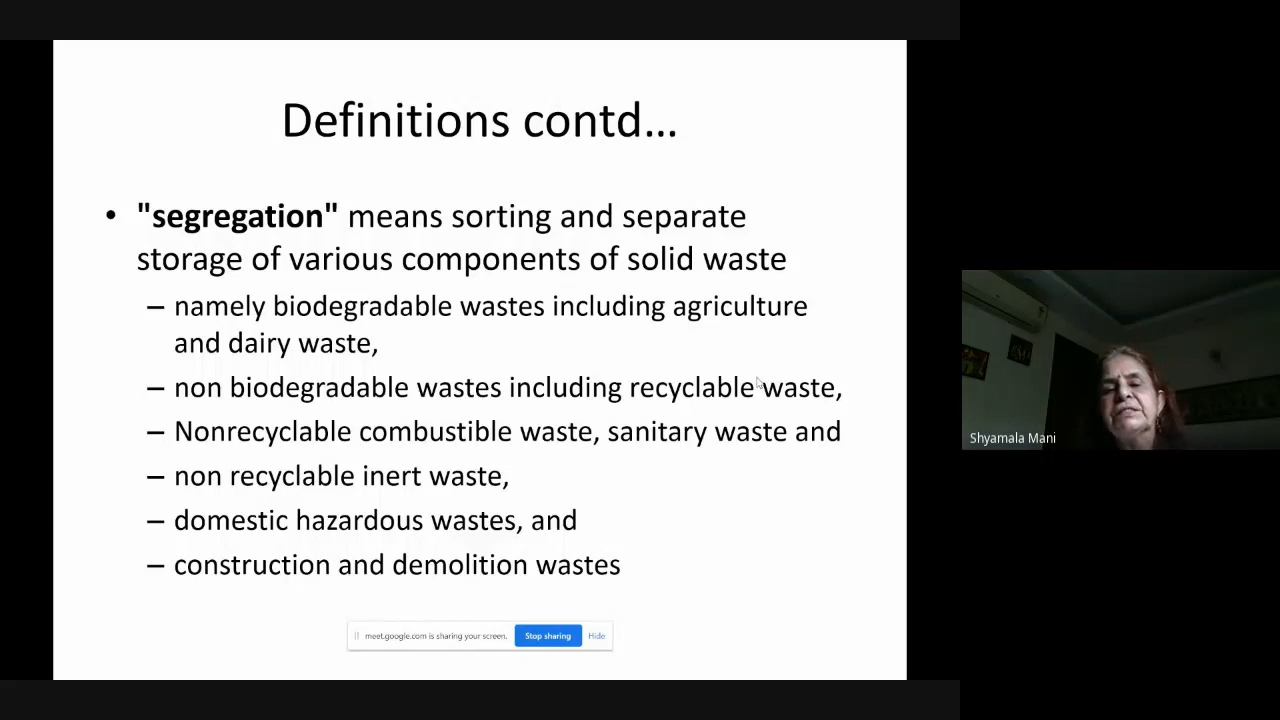 Definitions contd...
• "segregation" means sorting and separate
storage of various components of solid waste
– namely biodegradable wastes including agriculture
and dairy waste,
– non biodegradable wastes including recyclable waste,
– Nonrecyclable combustible waste, sanitary waste and
– non recyclable inert waste,
– domestic hazardous wastes, and
– construction and demolition wastes
meet.google.com is sharing your screen. Stop sharing Hide
Shyamala Mani